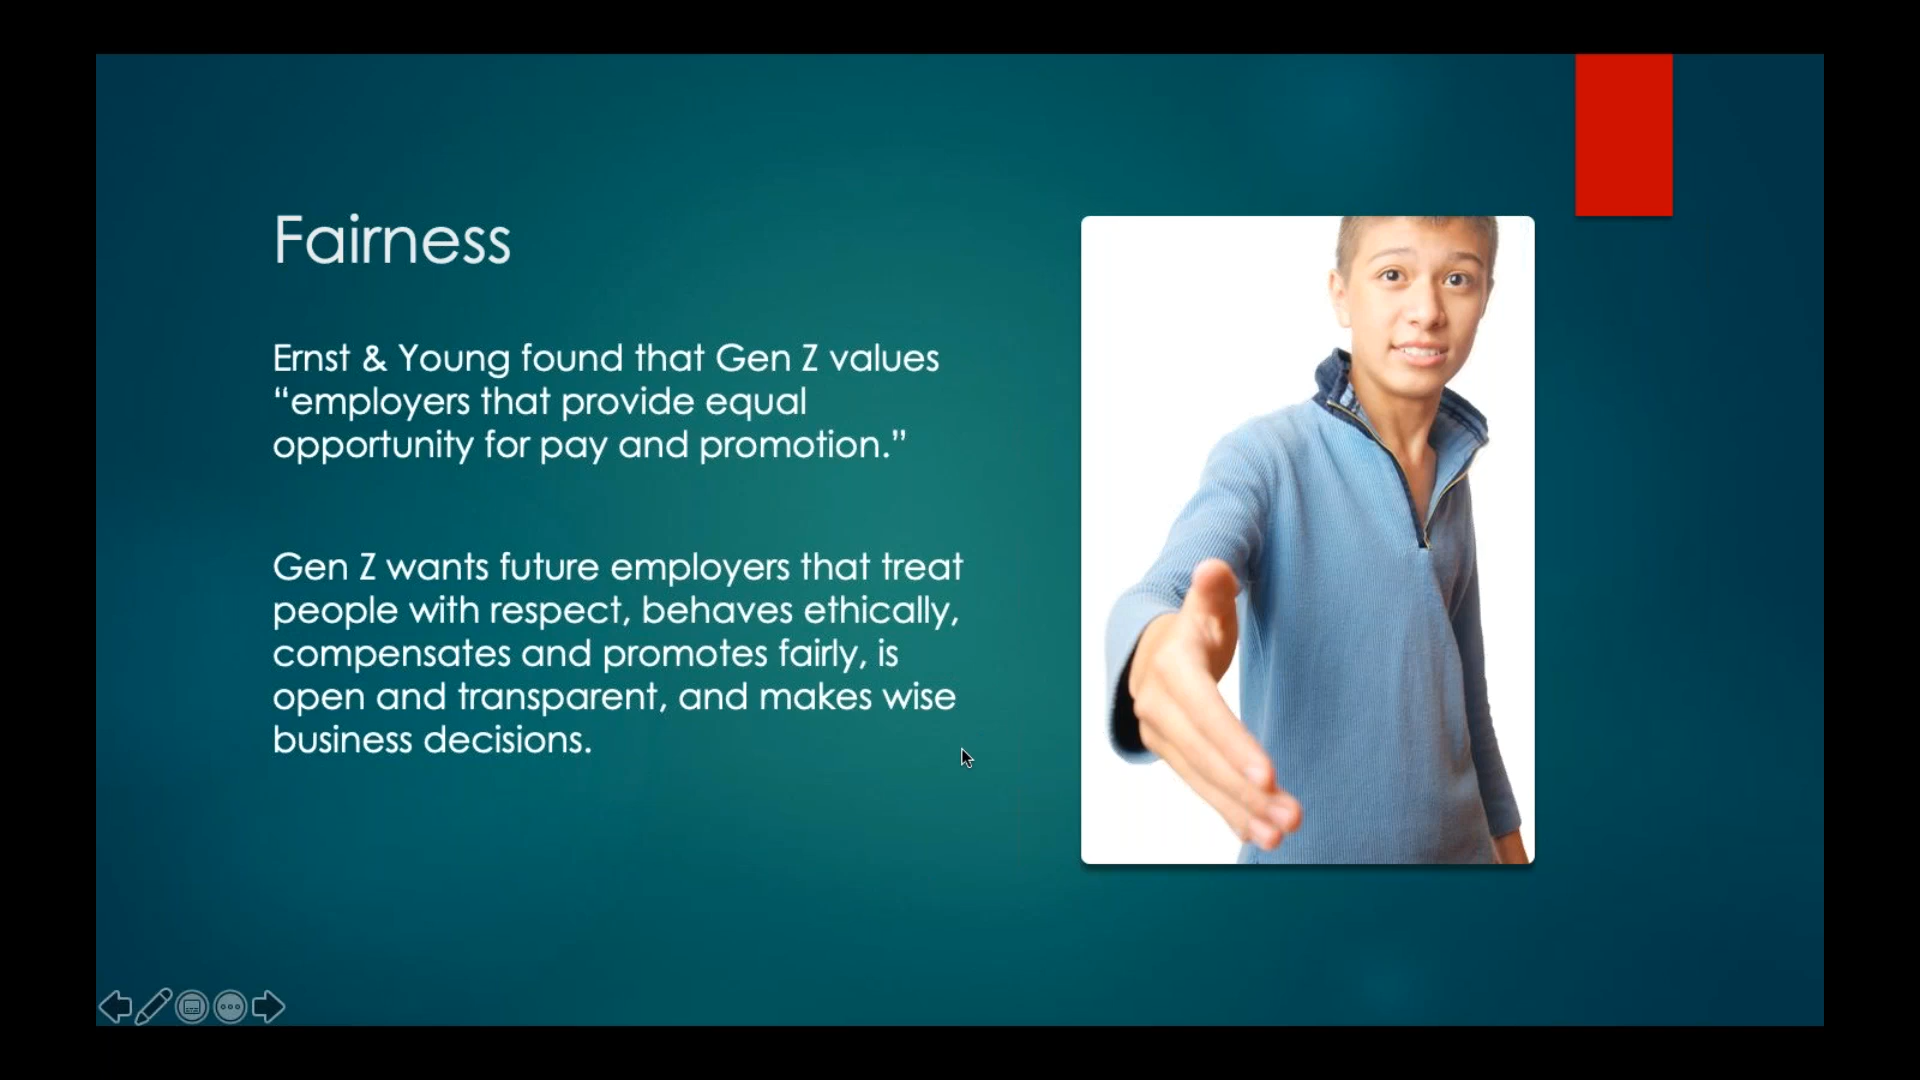 Fairness
Ernst & Young found that Gen Z values
“employers that provide equal
opportunity for pay and promotion.”
Gen Z wants future employers that treat
people with respect, behaves ethically,
compensates and promotes fairly, is
open and transparent, and makes wise
business decisions.